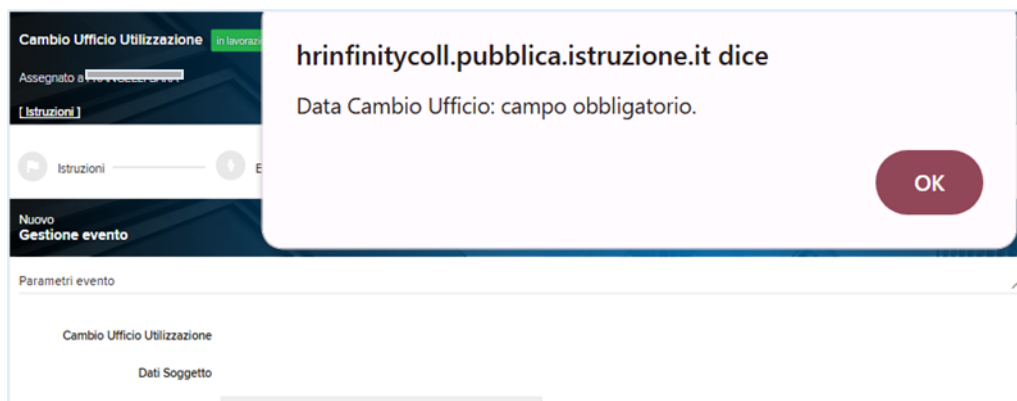 Cambio Ufficio Utilizzazione
in lavorazi
Assegnato a
[ Istruzioni ]
Istruzioni
E
Nuovo
Gestione evento
hrinfinitycoll.pubblica.istruzione.it dice
Data Cambio Ufficio: campo obbligatorio.
OK
Parametri evento
Cambio Ufficio Utilizzazione
Dati Soggetto